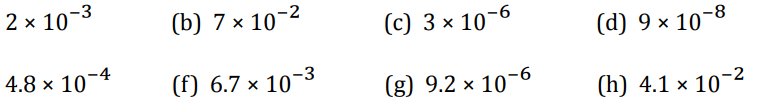 2 × 10⁻³ (b) 7 × 10⁻² (c) 3 × 10⁻⁶ (d) 9 × 10⁻⁸
4.8 × 10⁻⁴ (f) 6.7 × 10⁻³ (g) 9.2 × 10⁻⁶ (h) 4.1 × 10⁻²